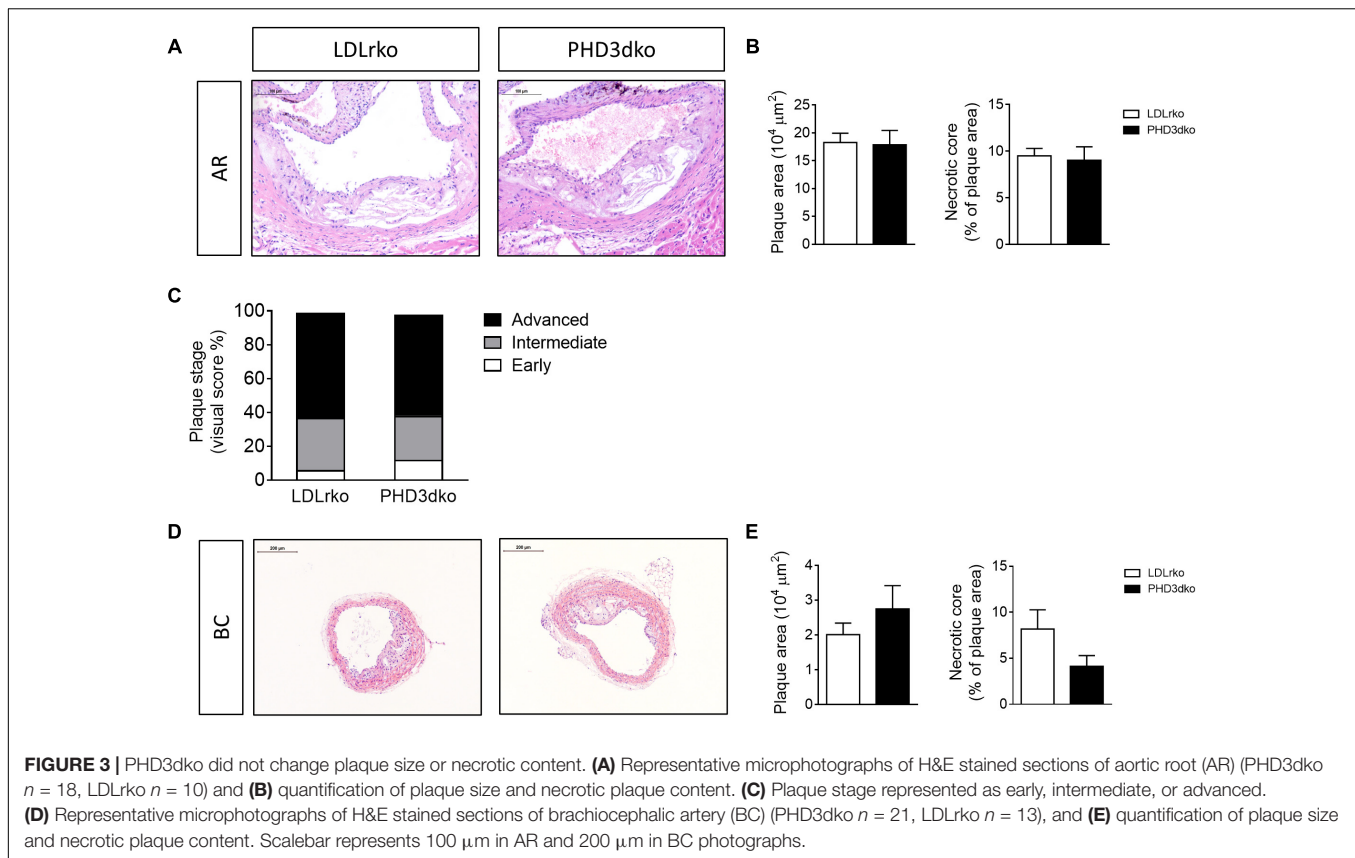 A
LDLrko
PHD3dko
AR
100 µm
100 µm
B
Plaque area (10⁴ µm²)
25
20
15
10
5
0
Necrotic core
(% of plaque area)
15
10
5
0
LDLrko
PHD3dko
C
Plaque stage
(visual score %)
100
80
60
40
20
0
LDLrko
PHD3dko
Advanced
Intermediate
Early
D
BC
200 µm
200 µm
E
Plaque area (10⁴ µm²)
4
3
2
1
0
Necrotic core
(% of plaque area)
15
10
5
0
LDLrko
PHD3dko
FIGURE 3 | PHD3dko did not change plaque size or necrotic content. (A) Representative microphotographs of H&E stained sections of aortic root (AR) (PHD3dko
n = 18, LDLrko n = 10) and (B) quantification of plaque size and necrotic plaque content. (C) Plaque stage represented as early, intermediate, or advanced.
(D) Representative microphotographs of H&E stained sections of brachiocephalic artery (BC) (PHD3dko n = 21, LDLrko n = 13), and (E) quantification of plaque size
and necrotic plaque content. Scalebar represents 100 µm in AR and 200 µm in BC photographs.